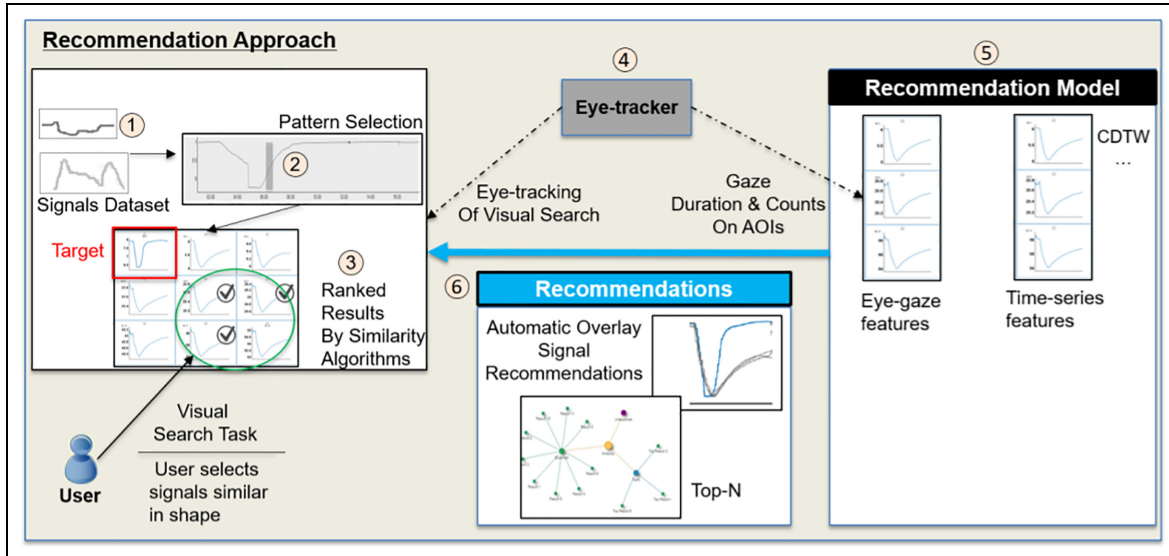 Recommendation Approach
①
Pattern Selection
②
Signals Dataset
Target
③
Ranked
Results
By Similarity
Algorithms
User
Visual
Search Task
User selects
signals similar
in shape
④
Eye-tracker
Eye-tracking
Of Visual Search
Gaze
Duration & Counts
On AOIs
⑤
Recommendation Model
CDTW
...
Eye-gaze
features
Time-series
features
⑥
Recommendations
Automatic Overlay
Signal
Recommendations
Top-N